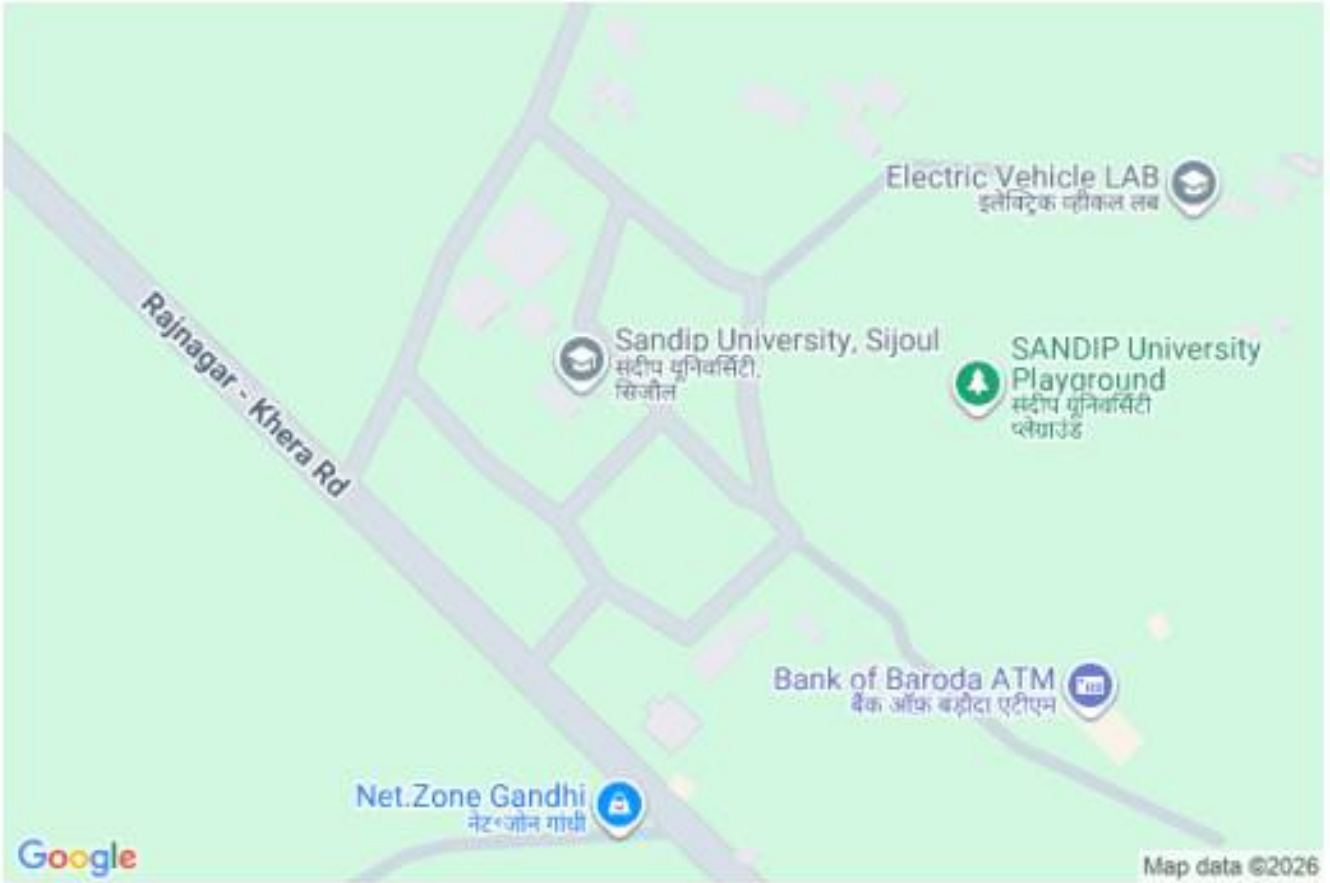 Electric Vehicle LAB
इलेक्ट्रिक व्हीकल लब
Rajnagar - Khera Rd
Sandip University, Sijoul
संदीप यूनिवर्सिटी,
सिजौल
SANDIP University
Playground
संदीप यूनिवर्सिटी
प्लेग्राउंड
Bank of Baroda ATM
बैंक ऑफ़ बड़ौदा एटीएम
Net.Zone Gandhi
नेट॰ज़ोन गांधी
Google
Map data ©2026